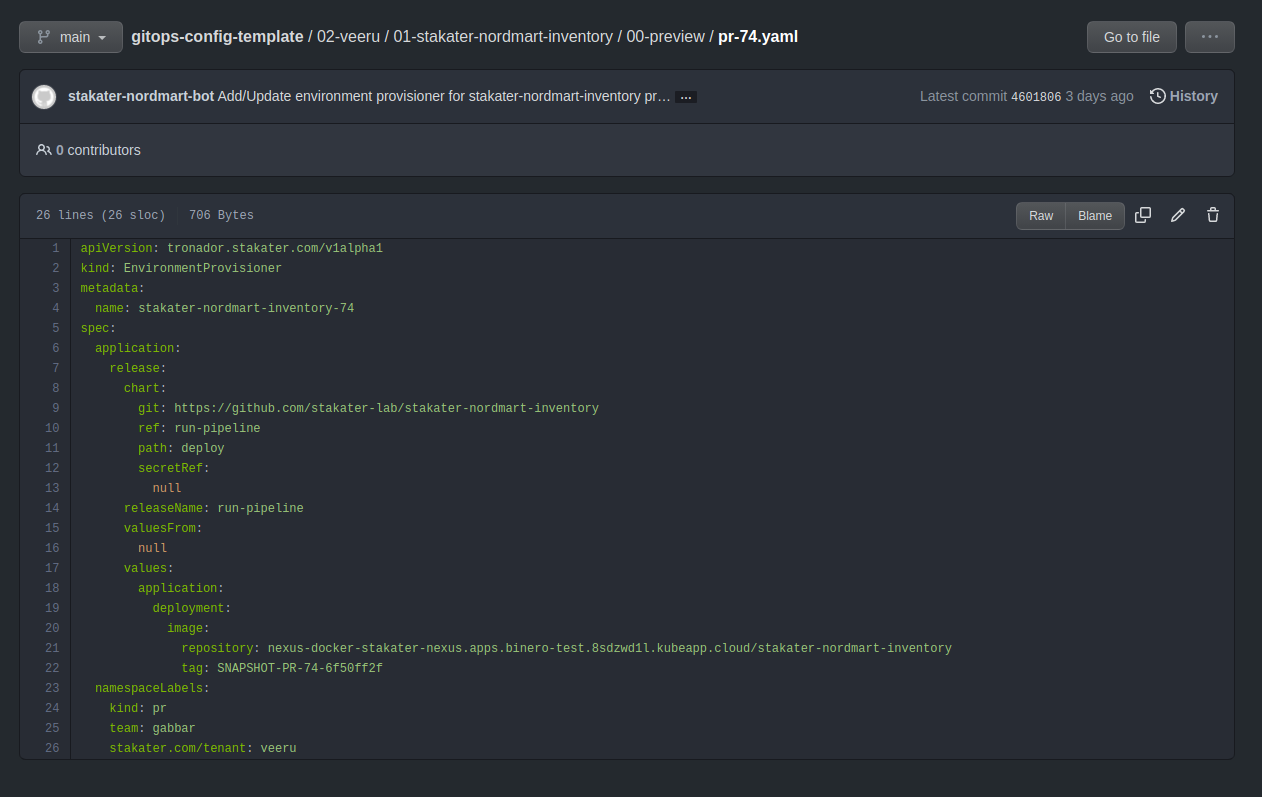 main gitops-config-template / 02-veeru / 01-stakater-nordmart-inventory / 00-preview / pr-74.yaml Go to file ...
stakater-nordmart-bot Add/Update environment provisioner for stakater-nordmart-inventory pr… ... Latest commit 4601806 3 days ago History
0 contributors
26 lines (26 sloc) 706 Bytes Raw Blame
1 apiVersion: tronador.stakater.com/v1alpha1
2 kind: EnvironmentProvisioner
3 metadata:
4   name: stakater-nordmart-inventory-74
5 spec:
6   application:
7     release:
8       chart:
9         git: https://github.com/stakater-lab/stakater-nordmart-inventory
10         ref: run-pipeline
11         path: deploy
12         secretRef:
13           null
14       releaseName: run-pipeline
15       valuesFrom:
16         null
17       values:
18         application:
19           deployment:
20             image:
21               repository: nexus-docker-stakater-nexus.apps.binero-test.8sdzwd1l.kubeapp.cloud/stakater-nordmart-inventory
22               tag: SNAPSHOT-PR-74-6f50ff2f
23   namespaceLabels:
24     kind: pr
25     team: gabbar
26     stakater.com/tenant: veeru